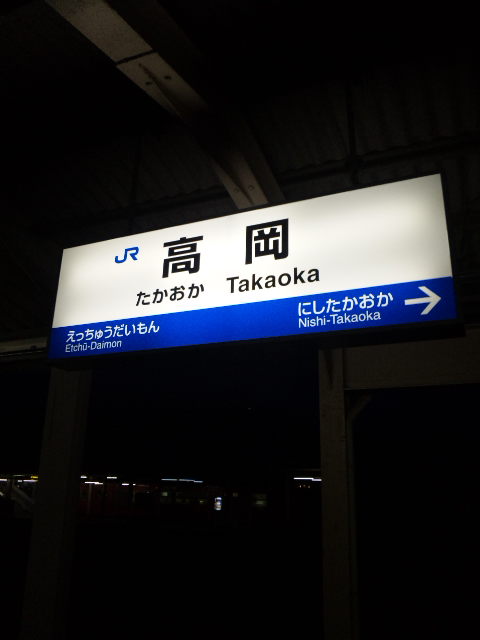 JR 高岡
たかおか Takaoka
えっちゅうだいもん
Etchū-Daimon
にしたかおか →
Nishi-Takaoka